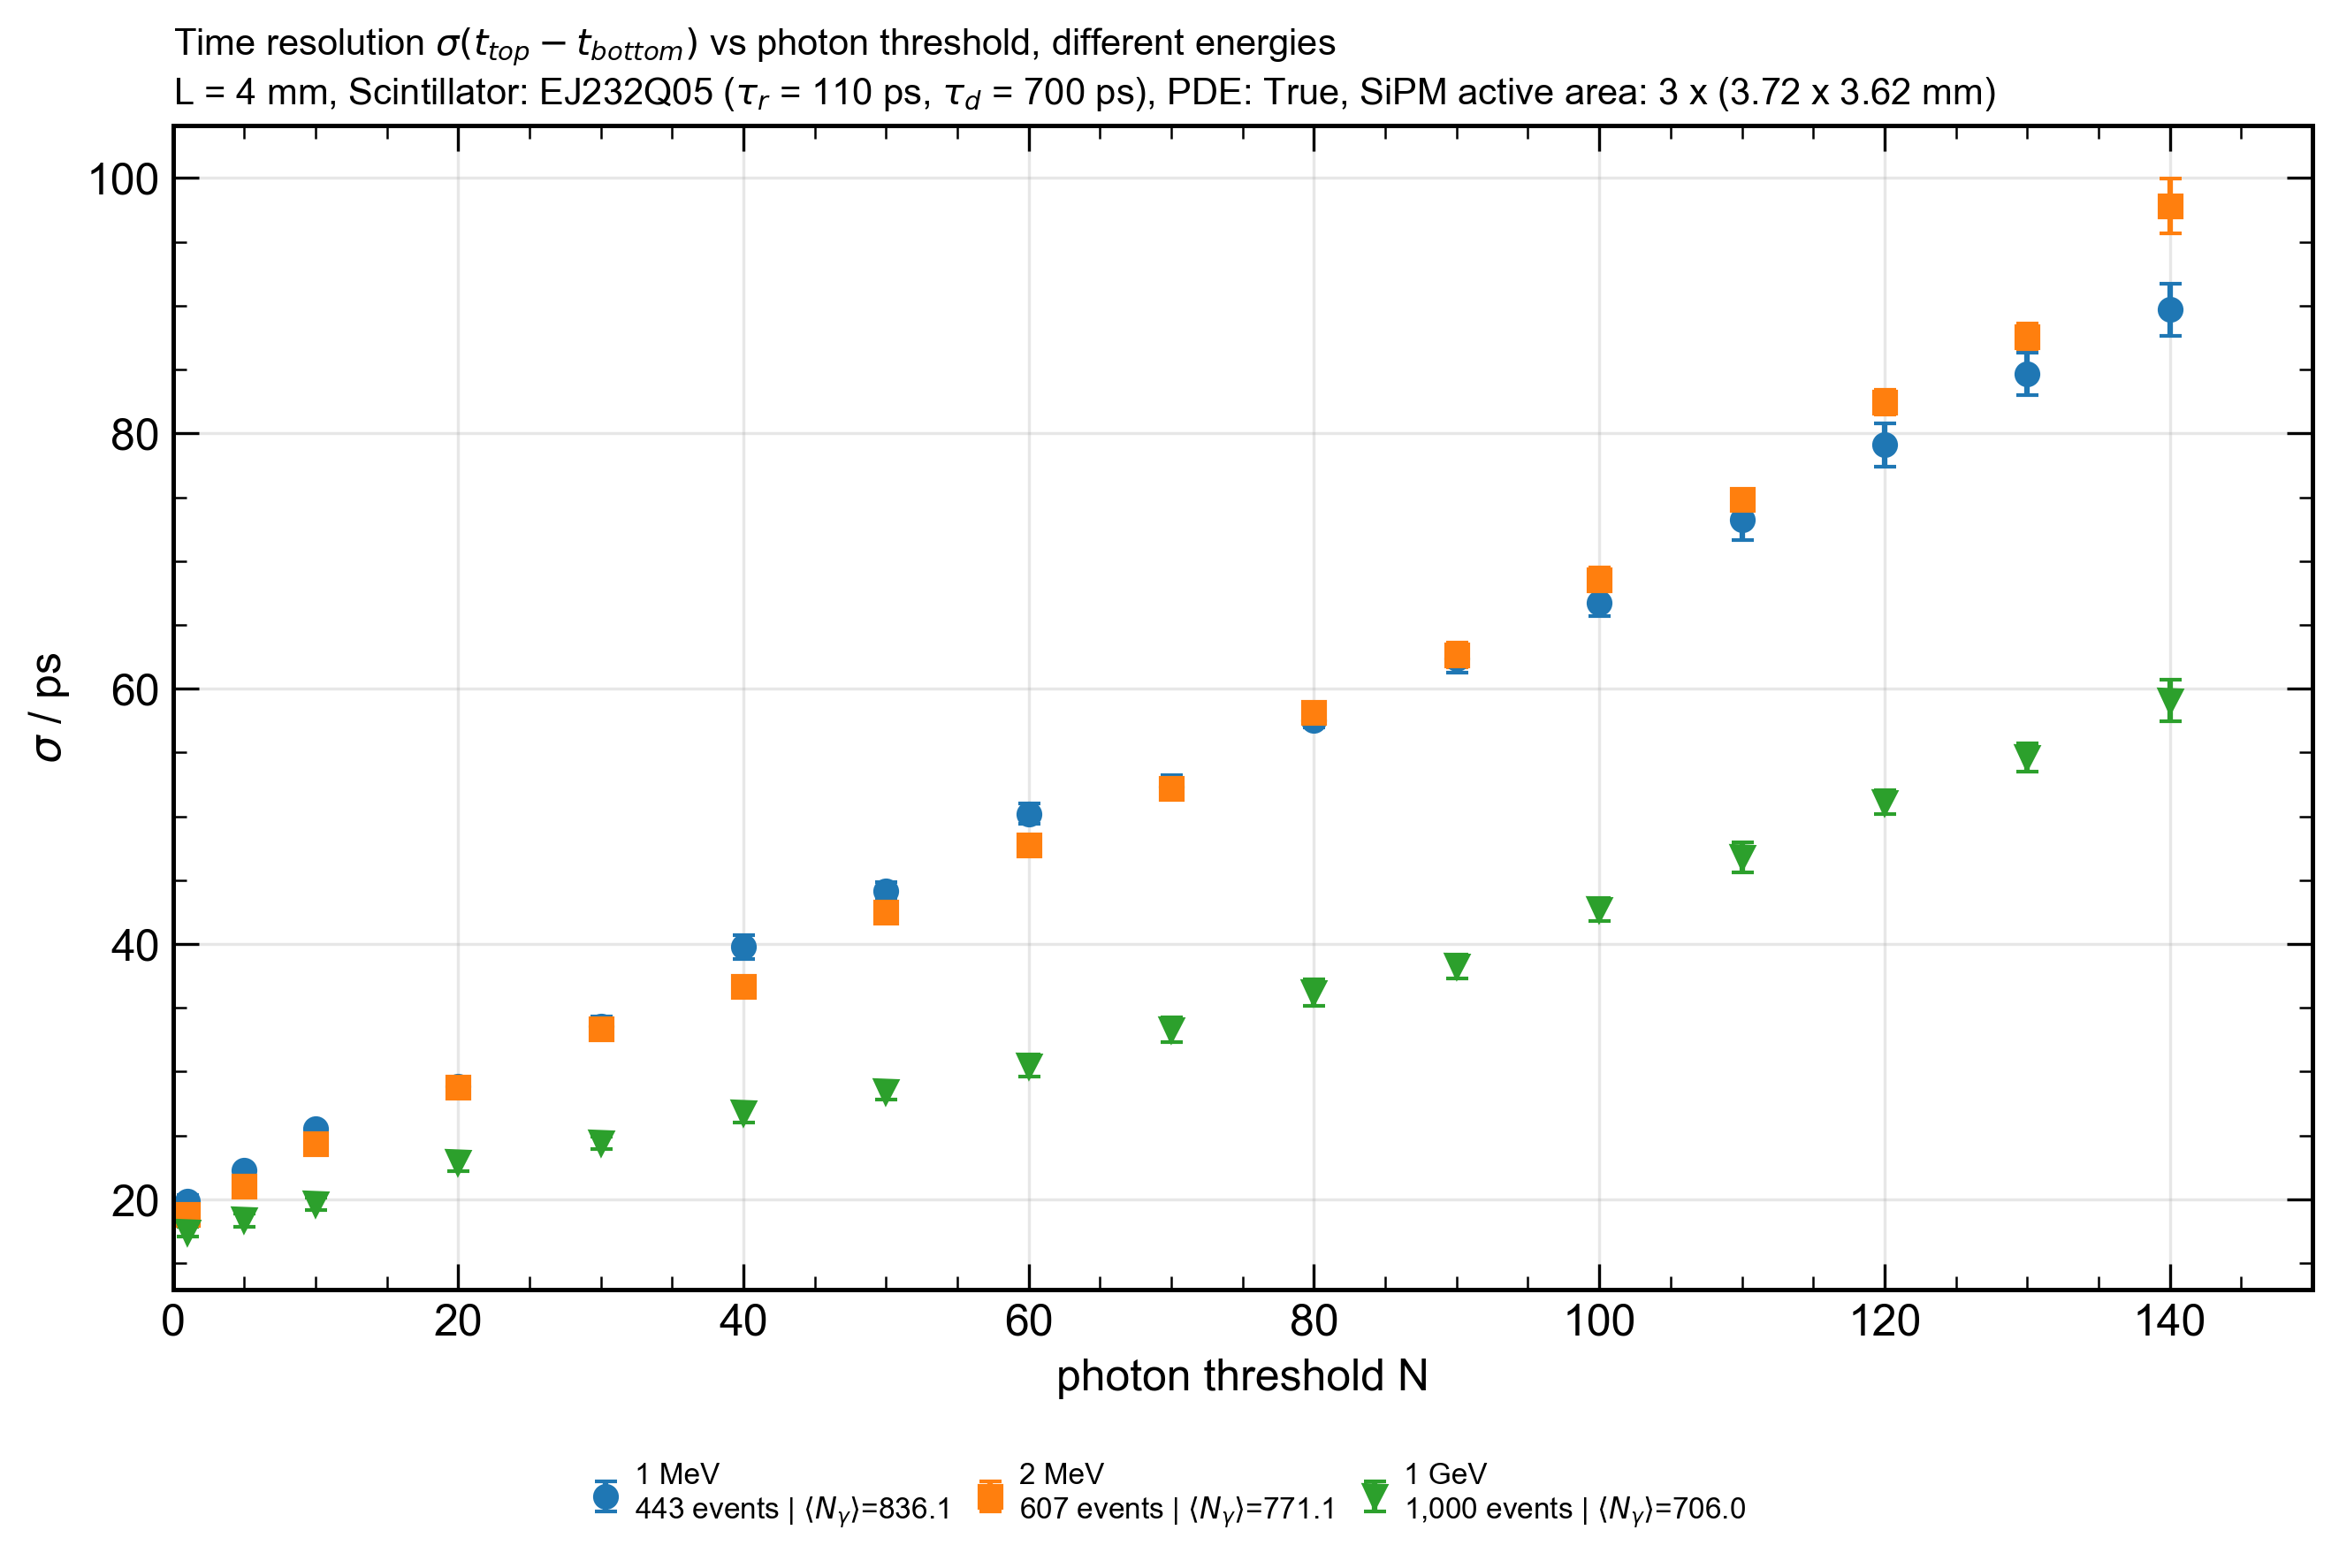 Time resolution σ(t_top − t_bottom) vs photon threshold, different energies
L = 4 mm, Scintillator: EJ232Q05 (τ_r = 110 ps, τ_d = 700 ps), PDE: True, SiPM active area: 3 x (3.72 x 3.62 mm)
100
80
60
40
20
σ / ps
0 20 40 60 80 100 120 140
photon threshold N
1 MeV
443 events | ⟨N_γ⟩=836.1
2 MeV
607 events | ⟨N_γ⟩=771.1
1 GeV
1,000 events | ⟨N_γ⟩=706.0